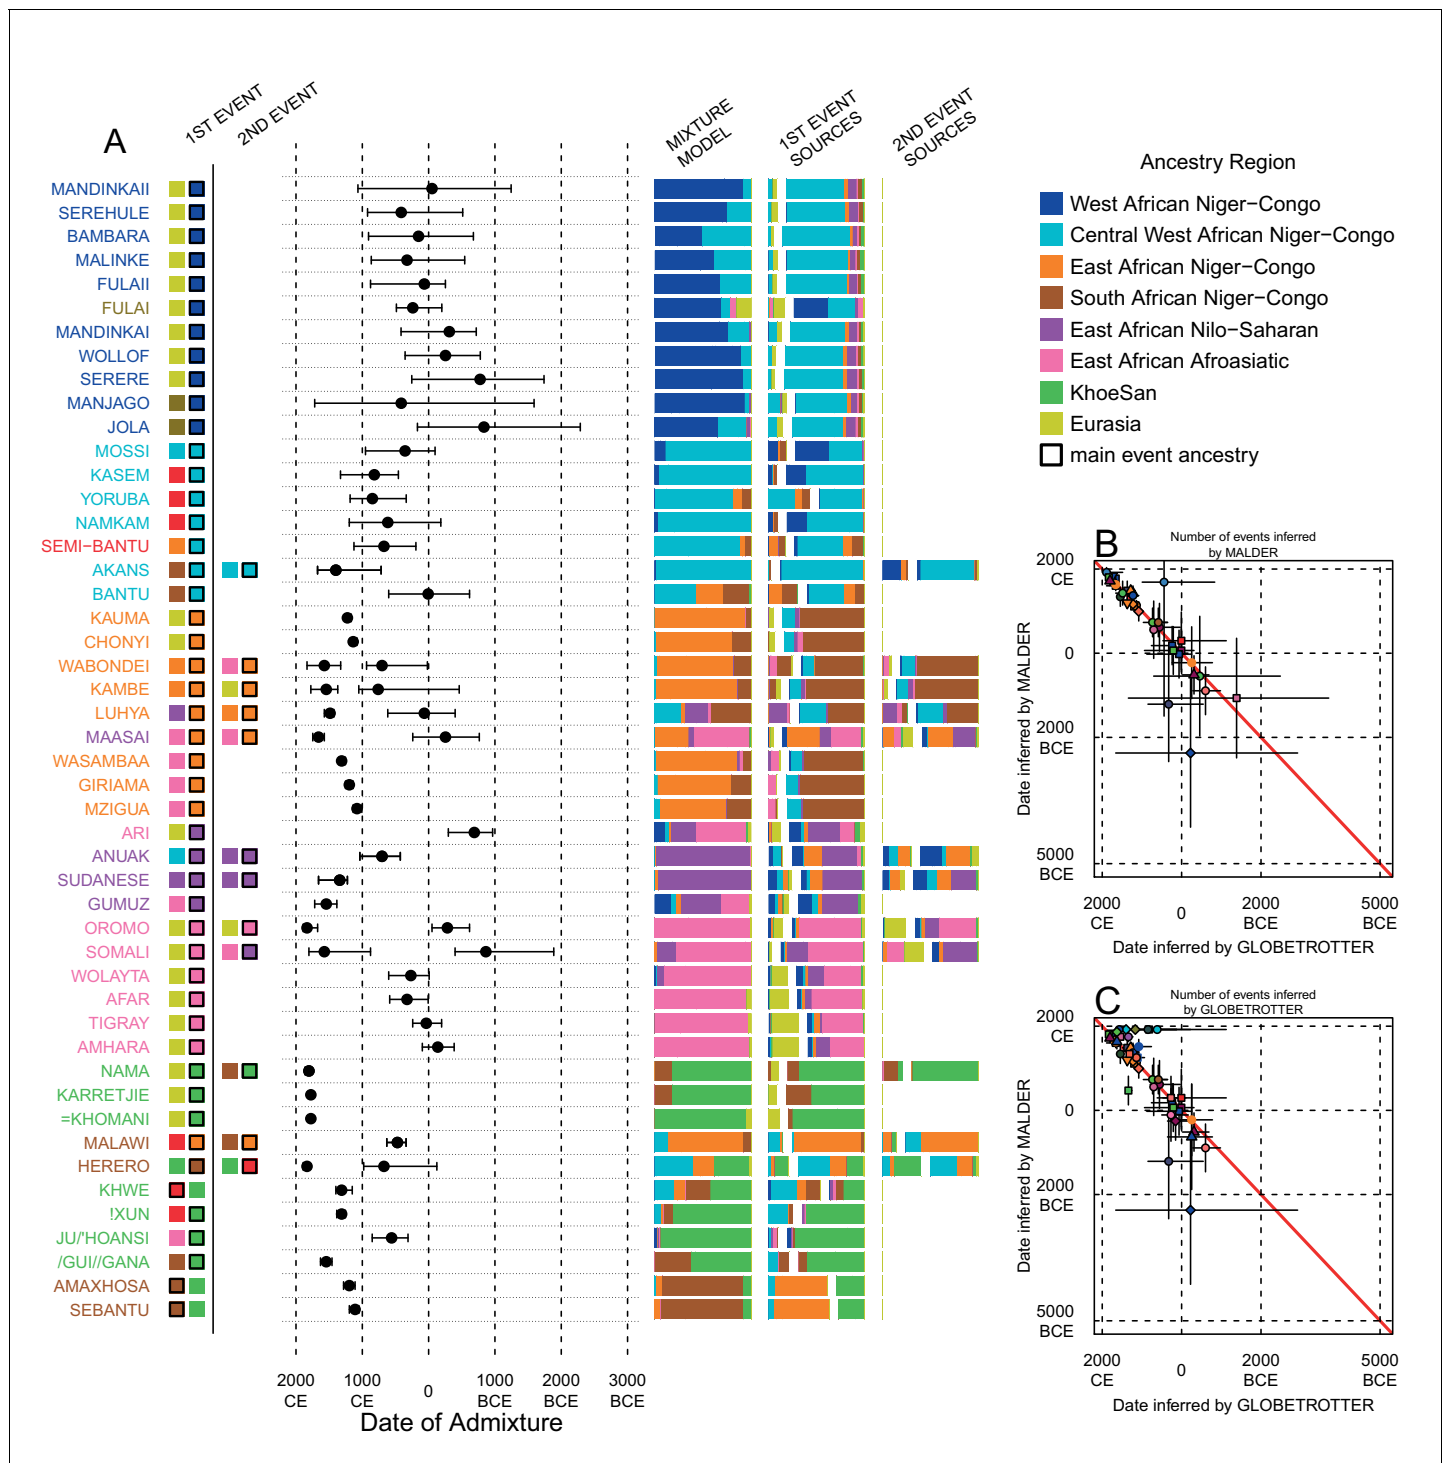 A
1ST EVENT
2ND EVENT
MIXTURE
MODEL
1ST EVENT
SOURCES
2ND EVENT
SOURCES
MANDINKAII
SEREHULE
BAMBARA
MALINKE
FULAII
FULAI
MANDINKAI
WOLLOF
SERERE
MANJAGO
JOLA
MOSSI
KASEM
YORUBA
NAMKAM
SEMI−BANTU
AKANS
BANTU
KAUMA
CHONYI
WABONDEI
KAMBE
LUHYA
MAASAI
WASAMBAA
GIRIAMA
MZIGUA
ARI
ANUAK
SUDANESE
GUMUZ
OROMO
SOMALI
WOLAYTA
AFAR
TIGRAY
AMHARA
NAMA
KARRETJIE
=KHOMANI
MALAWI
HERERO
KHWE
!XUN
JU/'HOANSI
/GUI//GANA
AMAXHOSA
SEBANTU
2000
CE
1000
CE
0
1000
BCE
2000
BCE
3000
BCE
Date of Admixture
Ancestry Region
West African Niger−Congo
Central West African Niger−Congo
East African Niger−Congo
South African Niger−Congo
East African Nilo−Saharan
East African Afroasiatic
KhoeSan
Eurasia
main event ancestry
B
Number of events inferred
by MALDER
2000
CE
0
2000
BCE
5000
BCE
Date inferred by MALDER
2000
CE
0
2000
BCE
5000
BCE
Date inferred by GLOBETROTTER
C
Number of events inferred
by GLOBETROTTER
2000
CE
0
2000
BCE
5000
BCE
Date inferred by MALDER
2000
CE
0
2000
BCE
5000
BCE
Date inferred by GLOBETROTTER